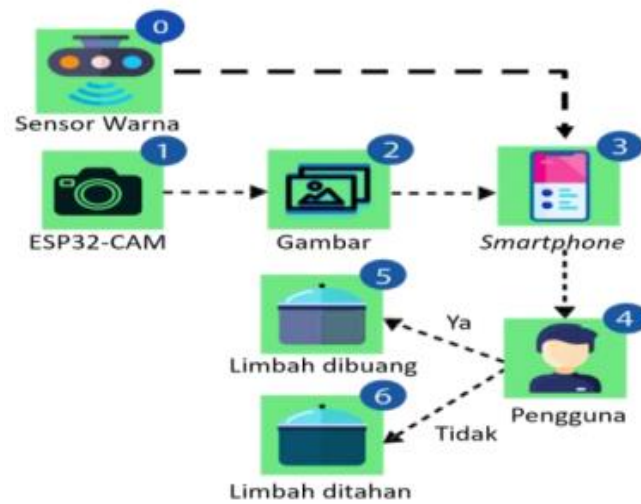 0
Sensor Warna
1
ESP32-CAM
2
Gambar
3
Smartphone
5
Limbah dibuang
Ya
4
Pengguna
6
Limbah ditahan
Tidak